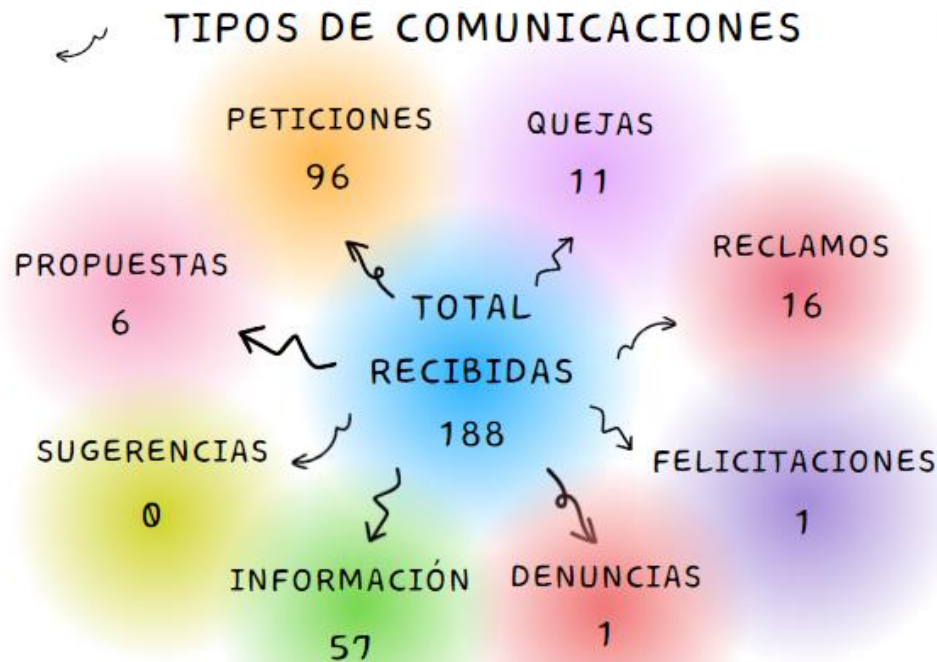 TIPOS DE COMUNICACIONES
PETICIONES
96
QUEJAS
11
PROPUESTAS
6
RECLAMOS
16
TOTAL
RECIBIDAS
188
SUGERENCIAS
0
FELICITACIONES
1
INFORMACIÓN
57
DENUNCIAS
1